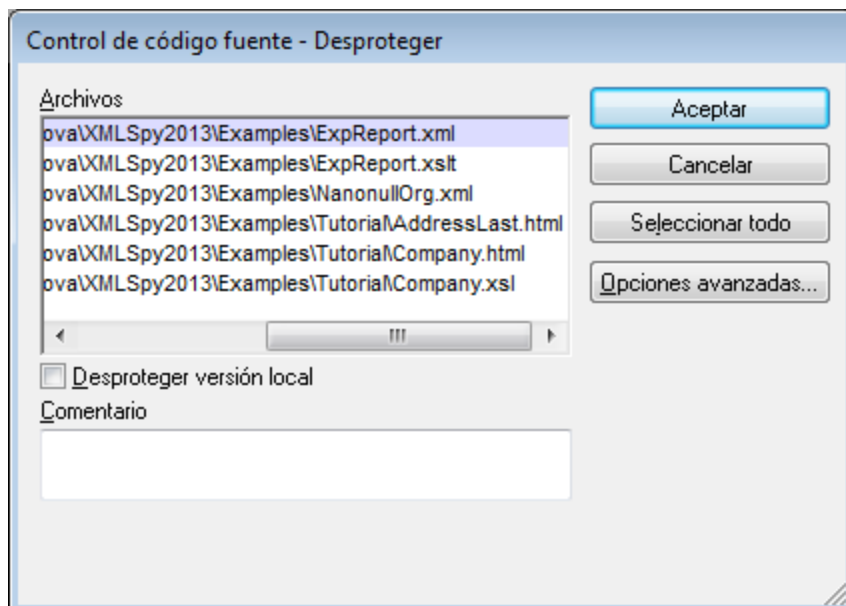 Control de código fuente - Desproteger
Archivos
ova\XMLSpy2013\Examples\ExpReport.xml
ova\XMLSpy2013\Examples\ExpReport.xslt
ova\XMLSpy2013\Examples\NanonullOrg.xml
ova\XMLSpy2013\Examples\Tutorial\AddressLast.html
ova\XMLSpy2013\Examples\Tutorial\Company.html
ova\XMLSpy2013\Examples\Tutorial\Company.xsl
Desproteger versión local
Comentario
Aceptar
Cancelar
Seleccionar todo
Opciones avanzadas...